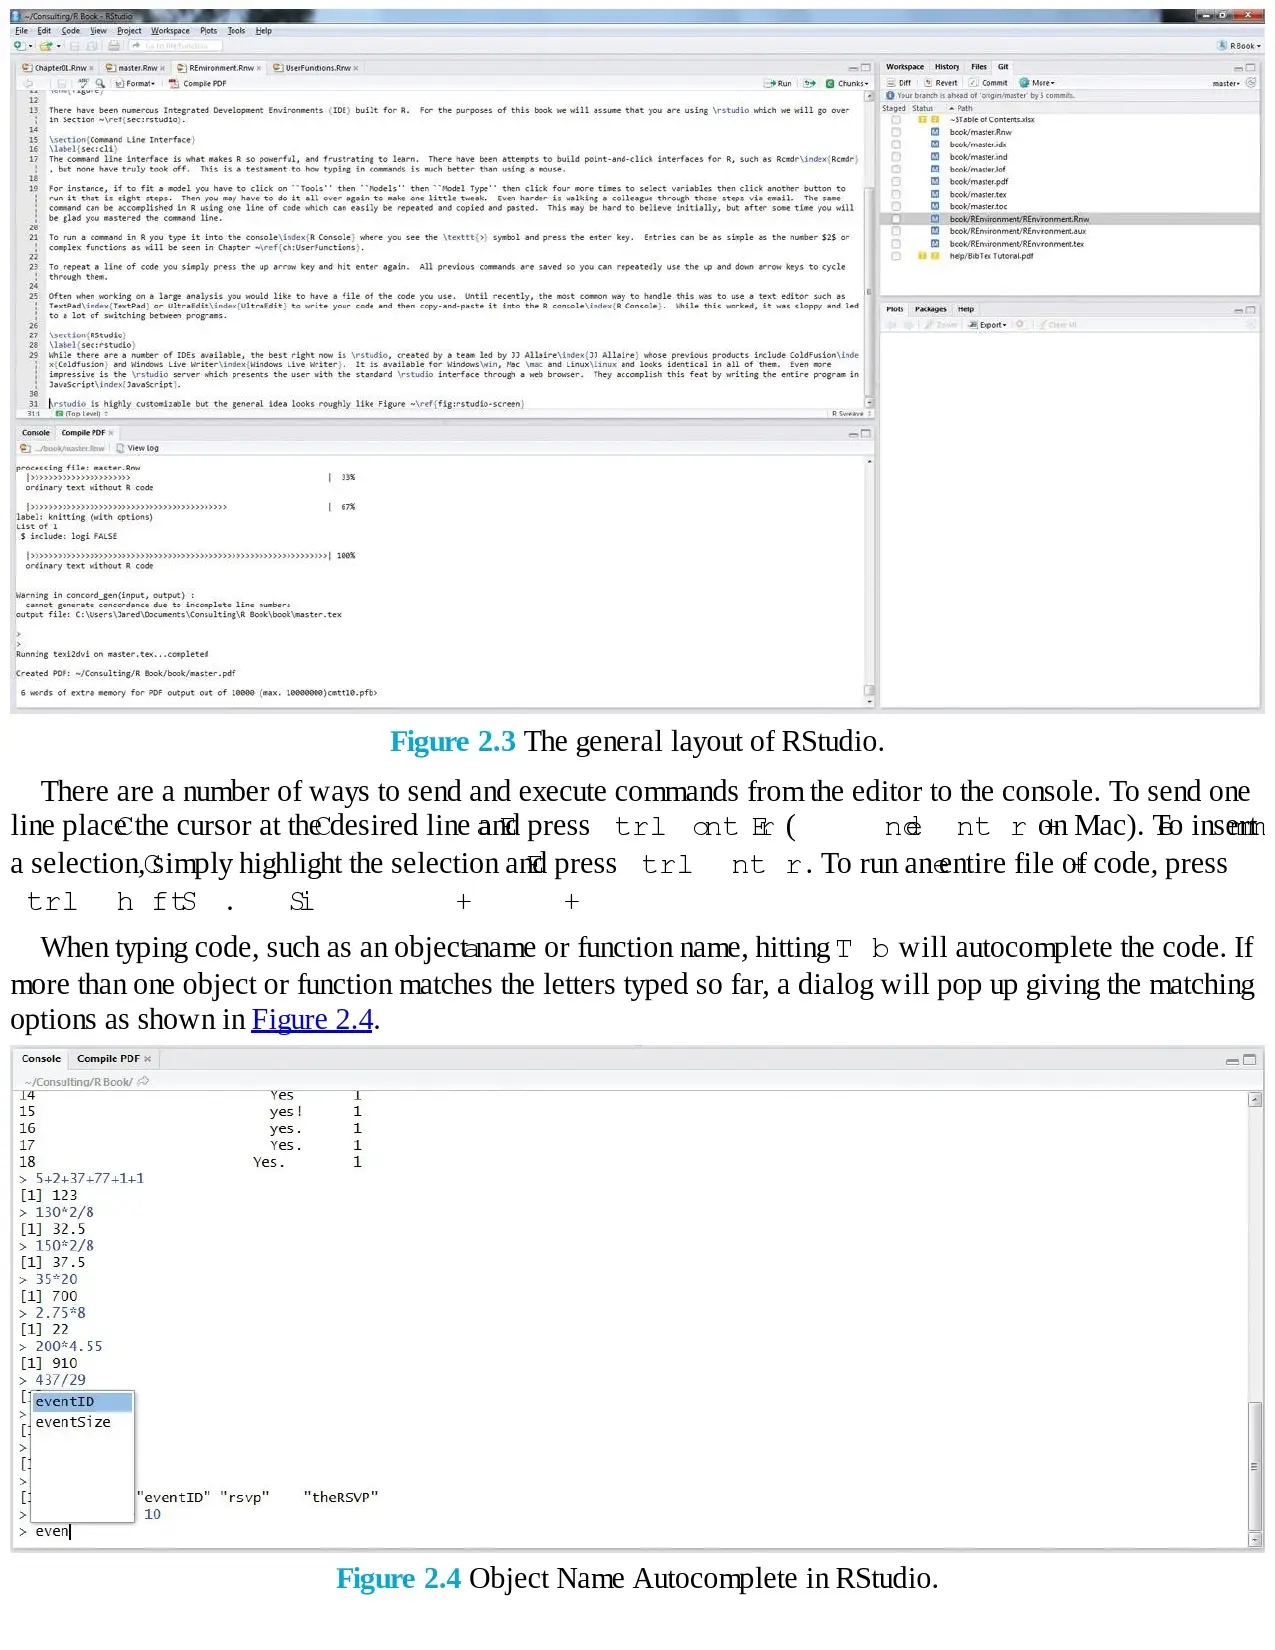 ~/Consulting/R Book - RStudio
File Edit Code View Project Workspace Plots Tools Help
Go to file/function
R Book
Chapter01.Rnw × master.Rnw × REnvironment.Rnw × UserFunctions.Rnw ×
Format Compile PDF Run Chunks
12
13 There have been numerous Integrated Development Environments (IDE) built for R. For the purposes of this book we will assume that you are using \rstudio which we will go over
in Section ~\ref{sec:rstudio}.
14
15 \section{Command Line Interface}
16 \label{sec:cli}
17 The command line interface is what makes R so powerful, and frustrating to learn. There have been attempts to build point-and-click interfaces for R, such as Rcmdr\index{Rcmdr}
, but none have truly took off. This is a testament to how typing in commands is much better than using a mouse.
18
19 For instance, if to fit a model you have to click on ``Tools'' then ``Models'' then ``Model Type'' then click four more times to select variables then click another button to
run it that is eight steps. Then you may have to do it all over again to make one little tweak. Even harder is walking a colleague through those steps via email. The same
command can be accomplished in R using one line of code which can easily be repeated and copied and pasted. This may be hard to believe initially, but after some time you will
be glad you mastered the command line.
20
21 To run a command in R you type it into the console\index{R Console} where you see the \texttt{>} symbol and press the enter key. Entries can be as simple as the number $2$ or
complex functions as will be seen in Chapter ~\ref{ch:UserFunctions}.
22
23 To repeat a line of code you simply press the up arrow key and hit enter again. All previous commands are saved so you can repeatedly use the up and down arrow keys to cycle
through them.
24
25 Often when working on a large analysis you would like to have a file of the code you use. Until recently, the most common way to handle this was to use a text editor such as
TextPad\index{TextPad} or UltraEdit\index{UltraEdit} to write your code and then copy-and-paste it into the R console\index{R Console}. While this worked, it was sloppy and led
to a lot of switching between programs.
26
27 \section{RStudio}
28 \label{sec:rstudio}
29 While there are a number of IDEs available, the best right now is \rstudio, created by a team led by JJ Allaire\index{JJ Allaire} whose previous products include ColdFusion\inde
x{Coldfusion} and Windows Live Writer\index{Windows Live Writer}. It is available for Windows\win, Mac \mac and Linux\linux and looks identical in all of them. Even more
impressive is the \rstudio server which presents the user with the standard \rstudio interface through a web browser. They accomplish this feat by writing the entire program in
JavaScript\index{JavaScript}.
30
31 \rstudio is highly customizable but the general idea looks roughly like Figure ~\ref{fig:rstudio-screen}
31:1 (Top Level) R Sweave
Workspace History Files Git
Diff Revert Commit More master
Your branch is ahead of 'origin/master' by 5 commits.
Staged Status Path
~$Table of Contents.xlsx
book/master.Rnw
book/master.idx
book/master.ind
book/master.lof
book/master.pdf
book/master.tex
book/master.toc
book/REnvironment/REnvironment.Rnw
book/REnvironment/REnvironment.aux
book/REnvironment/REnvironment.tex
help/BibTex Tutorial.pdf
Plots Packages Help
Zoom Export Clear All
Console Compile PDF ×
.../book/master.Rnw View Log
processing file: master.Rnw
| 33%
ordinary text without R code
| 67%
label: knitting (with options)
List of 1
$ include: logi FALSE
| 100%
ordinary text without R code
Warning in concord_gen(input, output) :
cannot generate concordance due to incomplete line numbers
output file: C:\Users\Jared\Documents\Consulting\R Book\book\master.tex
>
>
Running texi2dvi on master.tex...completed
Created PDF: ~/Consulting/R Book/book/master.pdf
6 words of extra memory for PDF output out of 10000 (max. 10000000)cmtt10.pfb>
Figure 2.3 The general layout of RStudio.
There are a number of ways to send and execute commands from the editor to the console. To send one
line place the cursor at the desired line and press ( on Mac). To insert
a selection, simply highlight the selection and press . To run an entire file of code, press
When typing code, such as an object name or function name, hitting Tab will autocomplete the code. If
more than one object or function matches the letters typed so far, a dialog will pop up giving the matching
options as shown in Figure 2.4.
Console Compile PDF ×
~/Consulting/R Book/
14 Yes 1
15 yes! 1
16 yes. 1
17 Yes. 1
18 Yes. 1
> 5+2+37+77+1+1
[1] 123
> 130*2/8
[1] 32.5
> 150*2/8
[1] 37.5
> 35*20
[1] 700
> 2.75*8
[1] 22
> 200*4.55
[1] 910
> 437/29
eventID
eventSize
"eventID" "rsvp" "theRSVP"
> 10
> even
Figure 2.4 Object Name Autocomplete in RStudio.